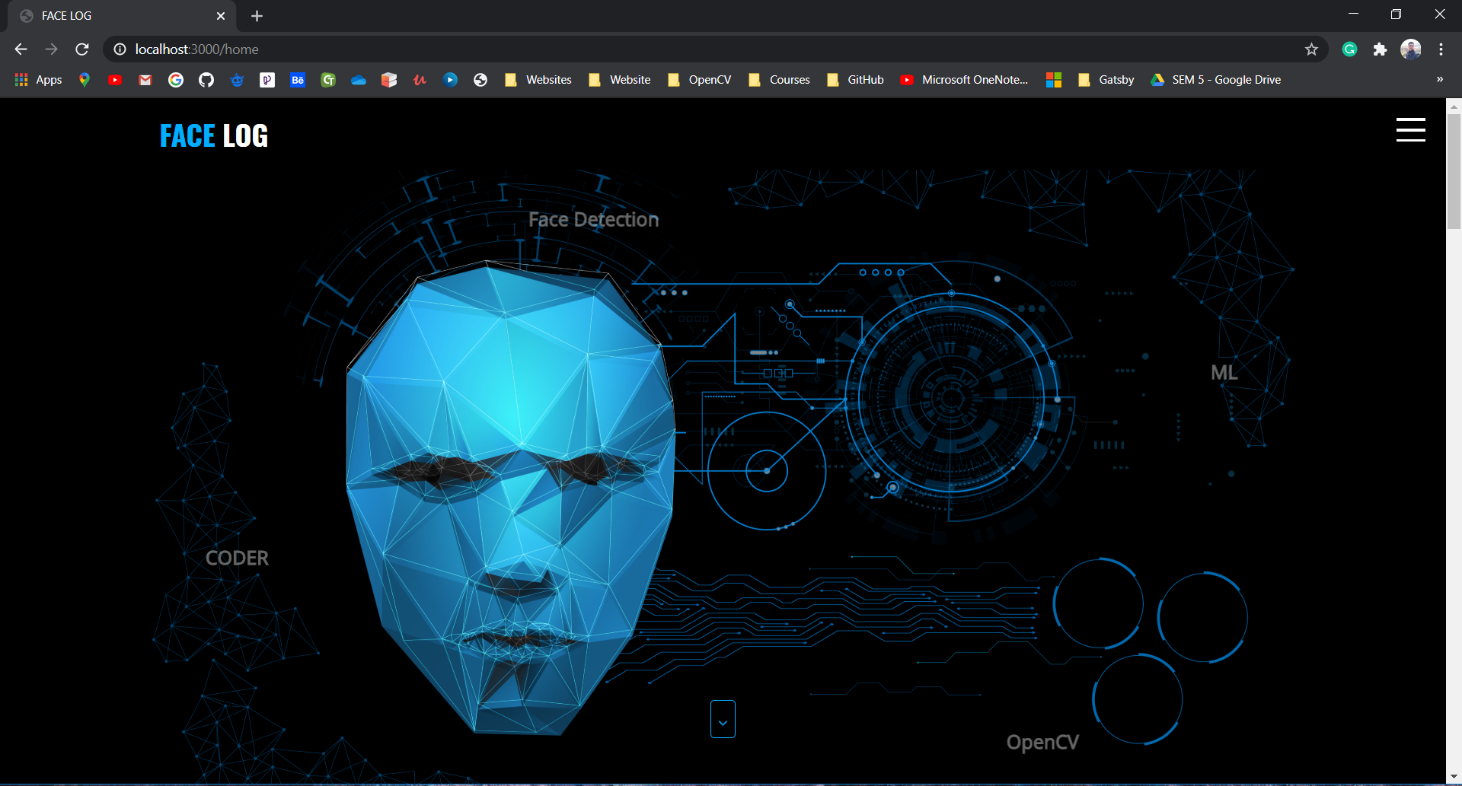 FACE LOG
localhost:3000/home
Apps
Websites
Website
OpenCV
Courses
GitHub
Microsoft OneNote...
Gatsby
SEM 5 - Google Drive
»
FACE LOG
Face Detection
ML
CODER
OpenCV